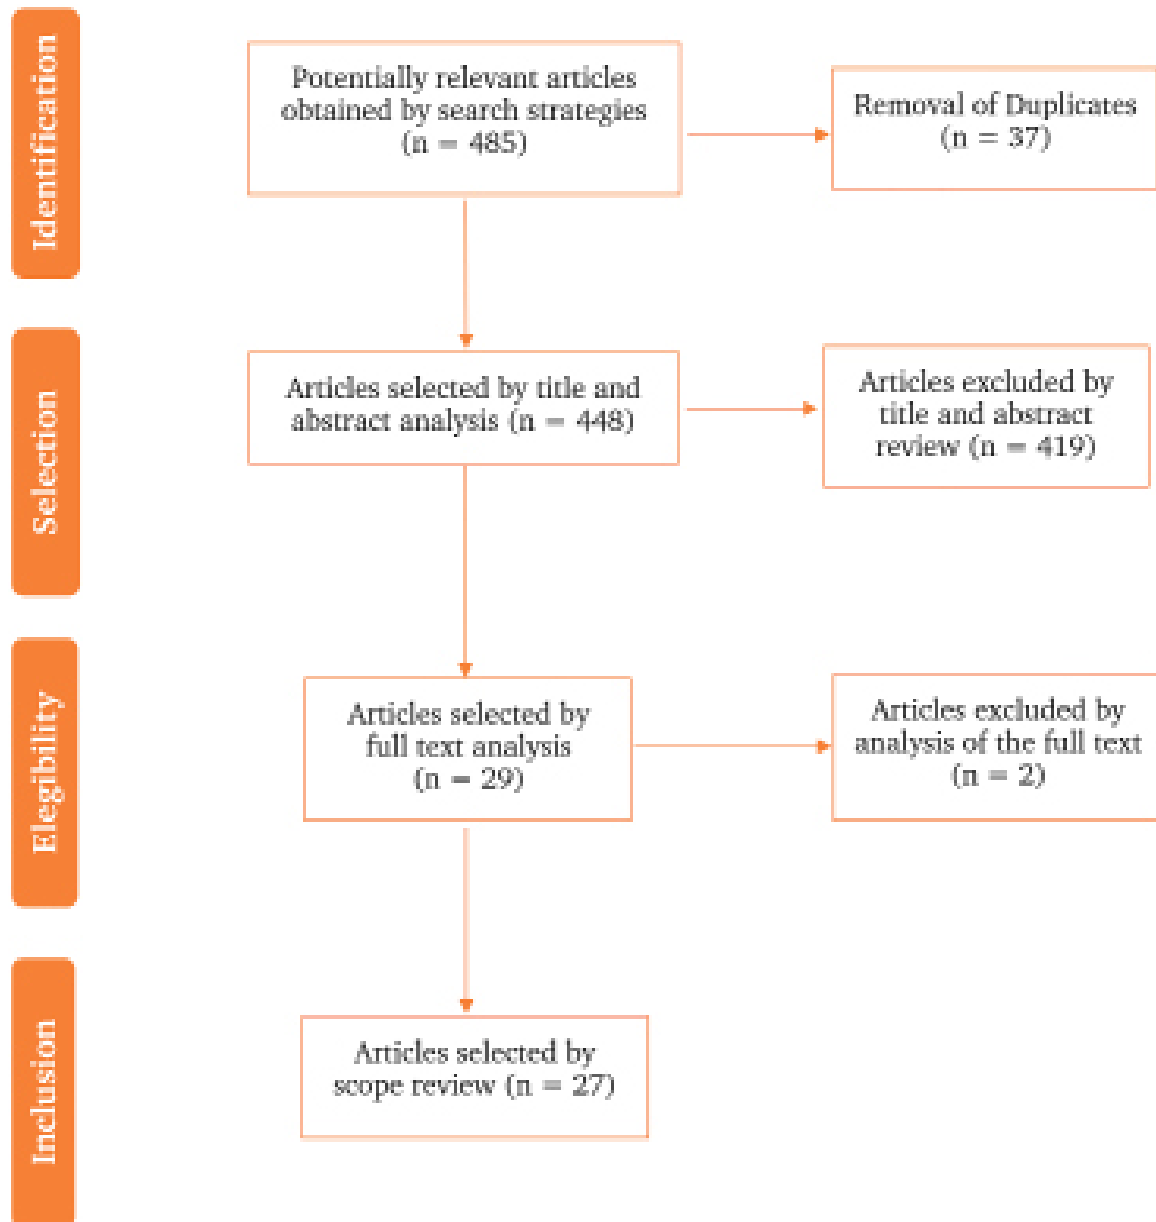 Identification
Potentially relevant articles
obtained by search strategies
(n = 485)
Removal of Duplicates
(n = 37)
Selection
Articles selected by title and
abstract analysis (n = 448)
Articles excluded by
title and abstract
review (n = 419)
Elegibility
Articles selected by
full text analysis
(n = 29)
Articles excluded by
analysis of the full text
(n = 2)
Inclusion
Articles selected by
scope review (n = 27)